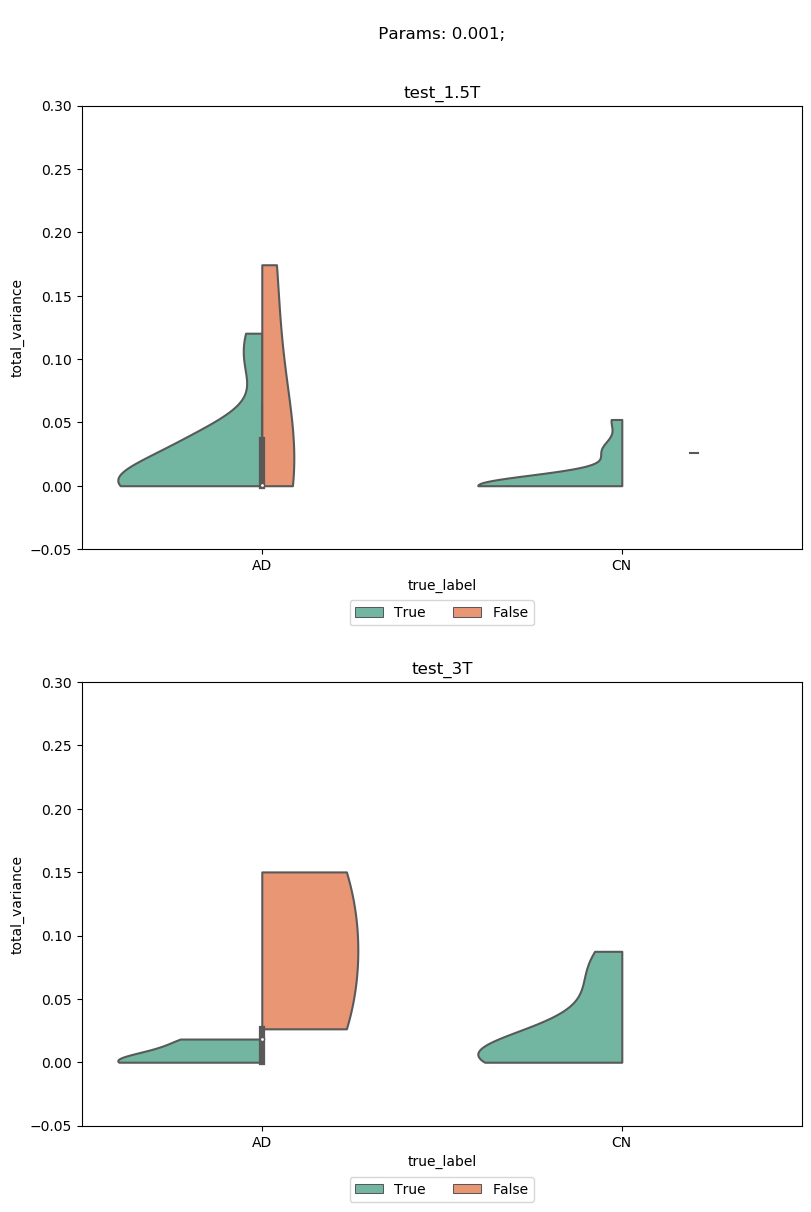 Params: 0.001;
test_1.5T
0.30
0.25
0.20
0.15
0.10
0.05
0.00
−0.05
total_variance
AD CN
true_label
True False
test_3T
0.30
0.25
0.20
0.15
0.10
0.05
0.00
−0.05
total_variance
AD CN
true_label
True False